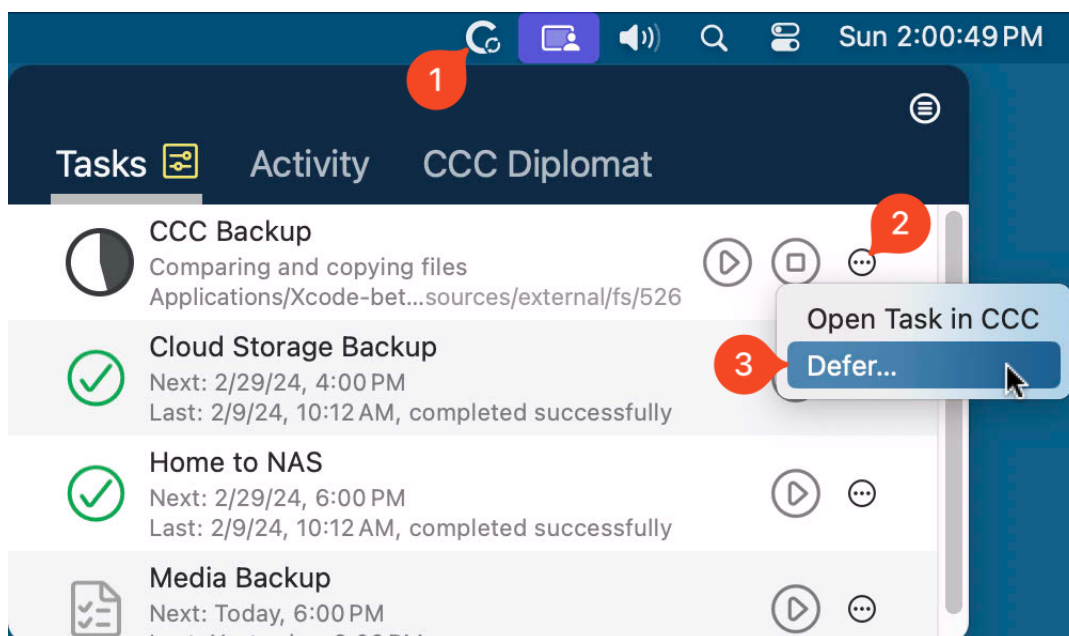 Sun 2:00:49 PM
1
Tasks Activity CCC Diplomat
2
CCC Backup
Comparing and copying files
Applications/Xcode-bet...sources/external/fs/526
Open Task in CCC
3
Defer...
Cloud Storage Backup
Next: 2/29/24, 4:00 PM
Last: 2/9/24, 10:12 AM, completed successfully
Home to NAS
Next: 2/29/24, 6:00 PM
Last: 2/9/24, 10:12 AM, completed successfully
Media Backup
Next: Today, 6:00 PM